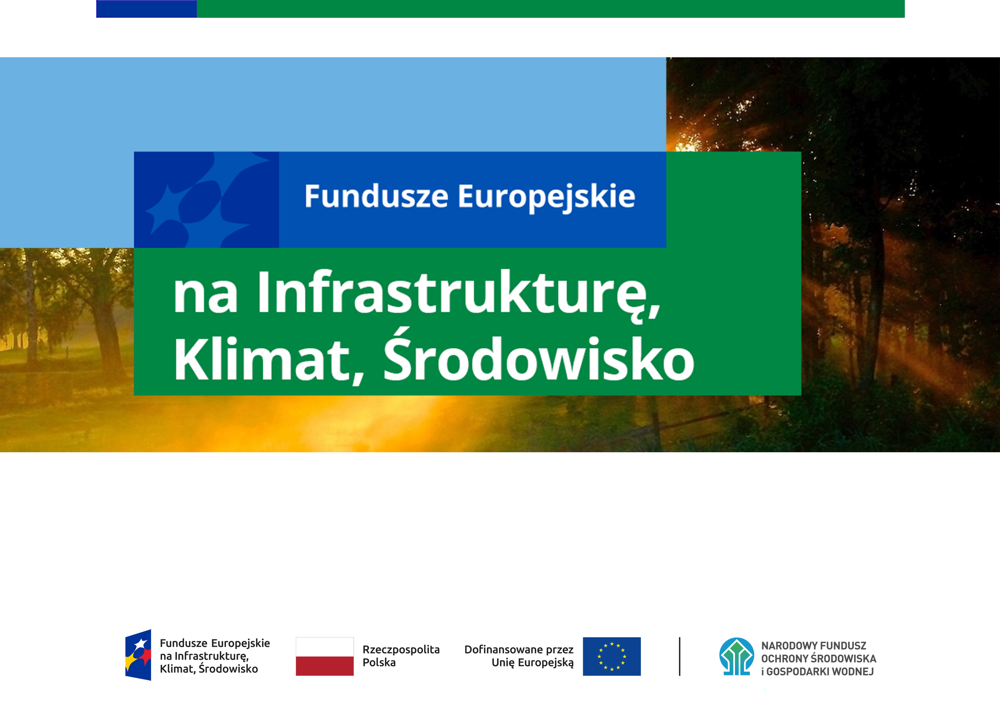 Fundusze Europejskie
na Infrastrukturę,
Klimat, Środowisko
Fundusze Europejskie
na Infrastrukturę,
Klimat, Środowisko
Rzeczpospolita
Polska
Dofinansowane przez
Unię Europejską
NARODOWY FUNDUSZ
OCHRONY ŚRODOWISKA
i GOSPODARKI WODNEJ